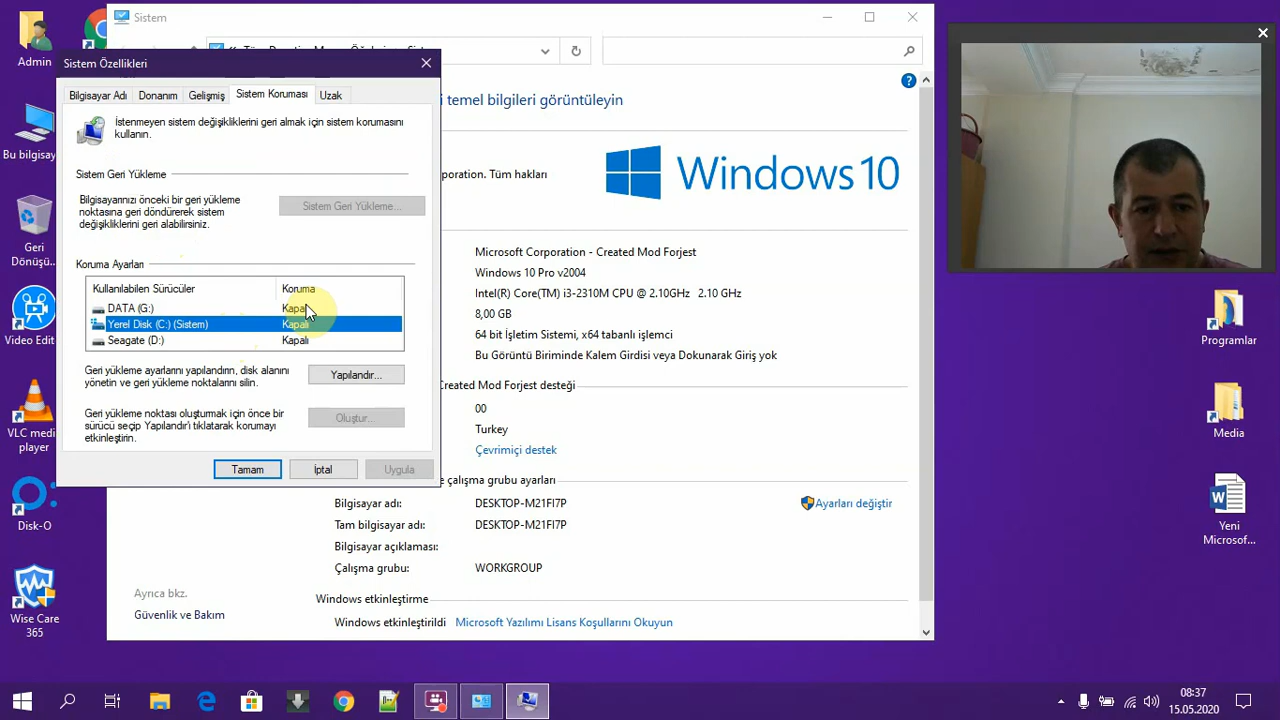 Sistem
Admin
Bu bilgisay
Geri
Dönüşü...
Video Edit
VLC medi
player
Disk-O
Wise Care
365
Sistem Özellikleri
Bilgisayar Adı
Donanım
Gelişmiş
Sistem Koruması
Uzak
İstenmeyen sistem değişikliklerini geri almak için sistem korumasını
kullanın.
Sistem Geri Yükleme
Bilgisayarınızı önceki bir geri yükleme
noktasına geri döndürerek sistem
değişikliklerini geri alabilirsiniz.
Sistem Geri Yükleme...
Koruma Ayarları
Kullanılabilen Sürücüler Koruma
DATA (G:)
Yerel Disk (C:) (Sistem) Kapalı
Seagate (D:) Kapalı
Geri yükleme ayarlarını yapılandırın, disk alanını
yönetin ve geri yükleme noktalarını silin.
Yapılandır...
Geri yükleme noktası oluşturmak için önce bir
sürücü seçip Yapılandır'ı tıklatarak korumayı
etkinleştirin.
Oluştur...
Tamam
İptal
Uygula
temel bilgileri görüntüleyin
Tüm hakları
Windows 10
Microsoft Corporation - Created Mod Forjest
Windows 10 Pro v2004
Intel(R) Core(TM) i3-2310M CPU @ 2.10GHz 2.10 GHz
8,00 GB
64 bit İşletim Sistemi, x64 tabanlı işlemci
Bu Görüntü Biriminde Kalem Girdisi veya Dokunarak Giriş yok
Created Mod Forjest desteği
00
Turkey
Çevrimiçi destek
çalışma grubu ayarları
Bilgisayar adı: DESKTOP-M21FI7P
Ayarları değiştir
Tam bilgisayar adı: DESKTOP-M21FI7P
Bilgisayar açıklaması:
Çalışma grubu: WORKGROUP
Ayrıca bkz.
Güvenlik ve Bakım
Windows etkinleştirme
Windows etkinleştirildi Microsoft Yazılımı Lisans Koşullarını Okuyun
Programlar
Media
Yeni
Microsof...
08:37
15.05.2020